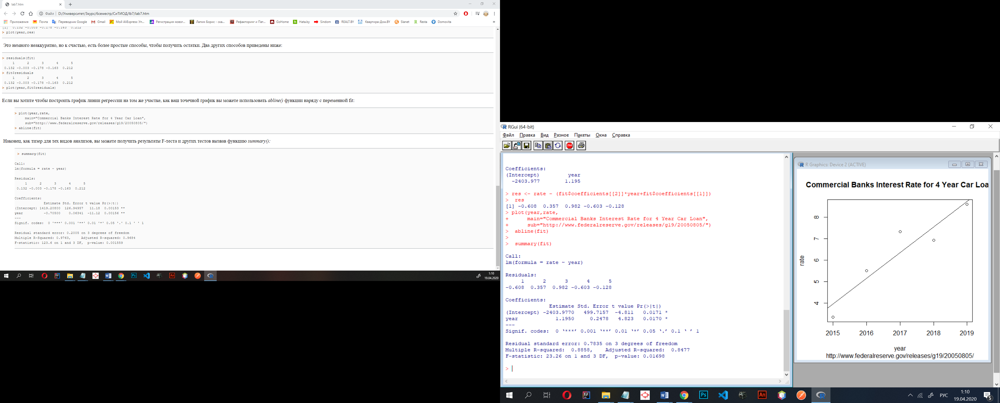 lab7.htm
Файл | D:/Университет/3курс/6семестр/СиТИОД/lb7/lab7.htm
Приложения Почта Переводчик Google Gmail Мой AliExpress: Уп... Регистрация новог... Лапин Борис - ска... Рефакторинг и Пат... GoHome Hata.by Sindom REALT.BY Квартира-Дом.BY Slanet Resta Domovita »
[1] 0.132 -0.003 -0.178 -0.163 0.212
> plot(year,res)
Это немного неаккуратно, но к счастью, есть более простые способы, чтобы получить остатки. Два других способов приведены ниже:
> residuals(fit)
1 2 3 4 5
0.132 -0.003 -0.178 -0.163 0.212
> fit$residuals
1 2 3 4 5
0.132 -0.003 -0.178 -0.163 0.212
> plot(year,fit$residuals)
Если вы хотите чтобы построить график линии регрессии на том же участке, как ваш точечной график вы можете использовать abline() функции наряду с переменной fit:
> plot(year,rate,
main="Commercial Banks Interest Rate for 4 Year Car Loan",
sub="http://www.federalreserve.gov/releases/g19/20050805/")
> abline(fit)
Наконец, как тизер для тех видов анализов, вы можете получить результаты F-теста и других тестов вызвав функцию summary():
> summary(fit)
Call:
lm(formula = rate ~ year)
Residuals:
1 2 3 4 5
0.132 -0.003 -0.178 -0.163 0.212
Coefficients:
Estimate Std. Error t value Pr(>|t|)
(Intercept) 1419.20800 126.94957 11.18 0.00153 **
year -0.70500 0.06341 -11.12 0.00156 **
---
Signif. codes: 0 '***' 0.001 '**' 0.01 '*' 0.05 '.' 0.1 ' ' 1
Residual standard error: 0.2005 on 3 degrees of freedom
Multiple R-Squared: 0.9763, Adjusted R-squared: 0.9684
F-statistic: 123.6 on 1 and 3 DF, p-value: 0.001559
1:10
19.04.2020
RGui (64-bit)
Файл Правка Вид Разное Пакеты Окна Справка
STOP
Coefficients:
(Intercept) year
-2403.977 1.195
> res <- rate - (fit$coefficients[[2]]*year+fit$coefficients[[1]])
> res
[1] -0.608 0.357 0.982 -0.603 -0.128
> plot(year,rate,
+ main="Commercial Banks Interest Rate for 4 Year Car Loan",
+ sub="http://www.federalreserve.gov/releases/g19/20050805/")
> abline(fit)
>
> summary(fit)
Call:
lm(formula = rate ~ year)
Residuals:
1 2 3 4 5
-0.608 0.357 0.982 -0.603 -0.128
Coefficients:
Estimate Std. Error t value Pr(>|t|)
(Intercept) -2403.9770 499.7157 -4.811 0.0171 *
year 1.1950 0.2478 4.823 0.0170 *
---
Signif. codes: 0 ‘***’ 0.001 ‘**’ 0.01 ‘*’ 0.05 ‘.’ 0.1 ‘ ’ 1
Residual standard error: 0.7835 on 3 degrees of freedom
Multiple R-squared: 0.8858, Adjusted R-squared: 0.8477
F-statistic: 23.26 on 1 and 3 DF, p-value: 0.01698
>
R Graphics: Device 2 (ACTIVE)
Commercial Banks Interest Rate for 4 Year Car Loa
8
7
6
5
4
rate
2015 2016 2017 2018 2019
year
http://www.federalreserve.gov/releases/g19/20050805/
РУС
1:10
19.04.2020
5